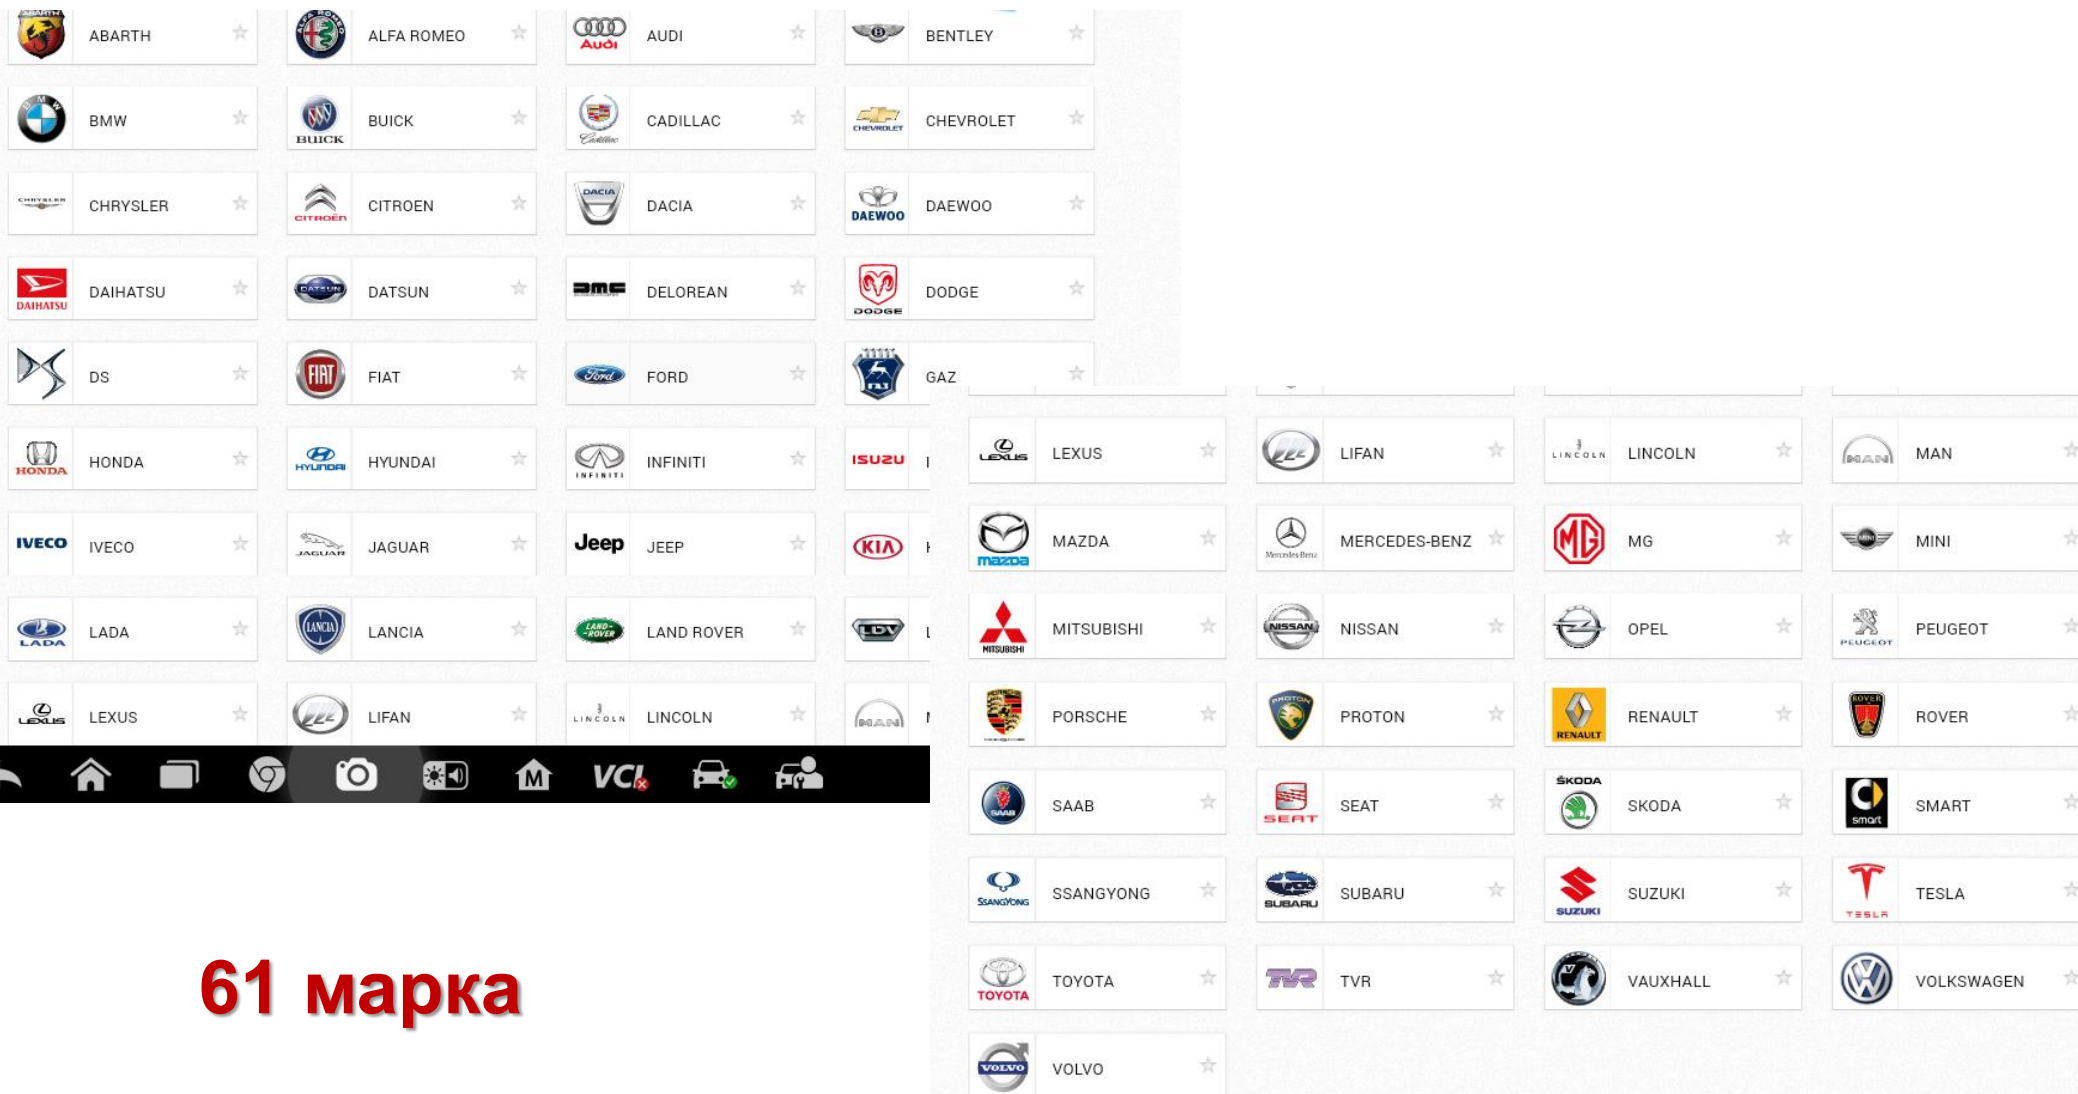 ABARTH ALFA ROMEO Audi AUDI BENTLEY
BMW BMW BUICK BUICK Cadillac CADILLAC CHEVROLET CHEVROLET
CHRYSLER CHRYSLER CITROËN CITROEN DACIA DACIA DAEWOO DAEWOO
DAIHATSU DAIHATSU DATSUN DATSUN DMC DELOREAN DODGE DODGE
DS FIAT FIAT Ford FORD ГАЗ GAZ
HONDA HONDA HYUNDAI HYUNDAI INFINITI INFINITI ISUZU
IVECO IVECO JAGUAR JAGUAR Jeep JEEP KIA
LADA LADA LANCIA LANCIA LAND-ROVER LAND ROVER LDV
LEXUS LEXUS LIFAN LINCOLN LINCOLN MAN
M VCI
61 марка
LEXUS LEXUS LIFAN LINCOLN LINCOLN MAN MAN
mazda MAZDA Mercedes-Benz MERCEDES-BENZ MG MG MINI MINI
MITSUBISHI MITSUBISHI NISSAN NISSAN OPEL PEUGEOT PEUGEOT
PORSCHE PORSCHE PROTON PROTON RENAULT RENAULT ROVER ROVER
SAAB SAAB SEAT SEAT ŠKODA SKODA smart SMART
SSANGYONG SSANGYONG SUBARU SUBARU SUZUKI SUZUKI TESLA TESLA
TOYOTA TOYOTA TVR TVR V VAUXHALL VOLKSWAGEN
VOLVO VOLVO